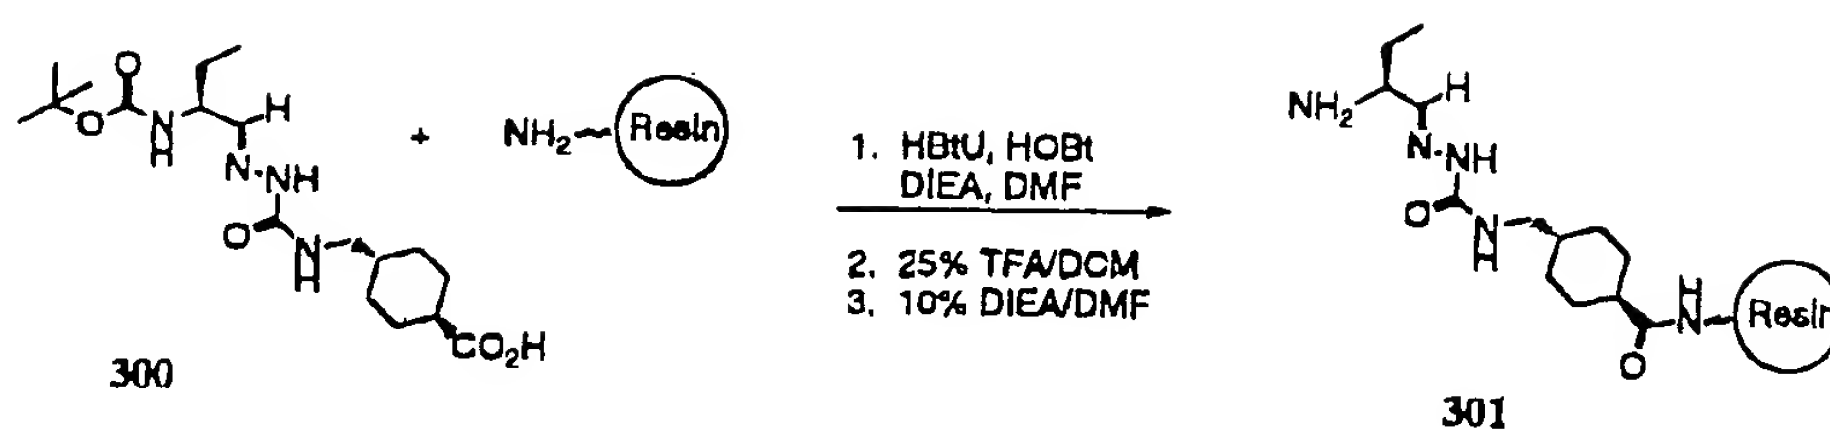 O
H
O
N
H
N
NH
O
N
H
CO₂H
300
+
NH₂
Resin
1. HBtU, HOBt
DIEA, DMF
2. 25% TFA/DCM
3. 10% DIEA/DMF
NH₂
H
N
NH
O
N
H
H
N
O
Resin
301